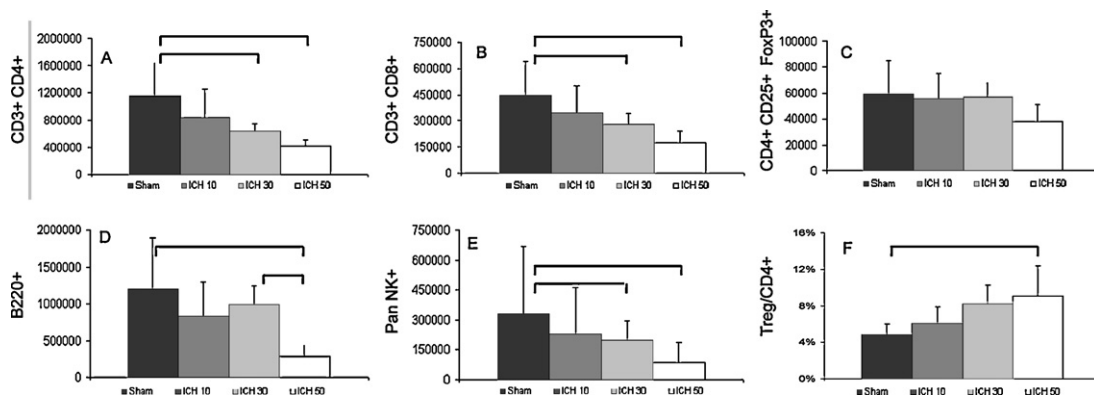 A
CD3+ CD4+
2000000
1600000
1200000
800000
400000
0
Sham ICH 10 ICH 30 ICH 50
B
CD3+ CD8+
750000
600000
450000
300000
150000
0
Sham ICH 10 ICH 30 ICH 50
C
CD4+ CD25+ FoxP3+
100000
80000
60000
40000
20000
0
Sham ICH 10 ICH 30 ICH 50
D
B220+
2000000
1500000
1000000
500000
0
Sham ICH 10 ICH 30 ICH 50
E
Pan NK+
750000
600000
450000
300000
150000
0
Sham ICH 10 ICH 30 ICH 50
F
Treg/CD4+
16%
12%
8%
4%
0%
Sham ICH 10 ICH 30 ICH 50